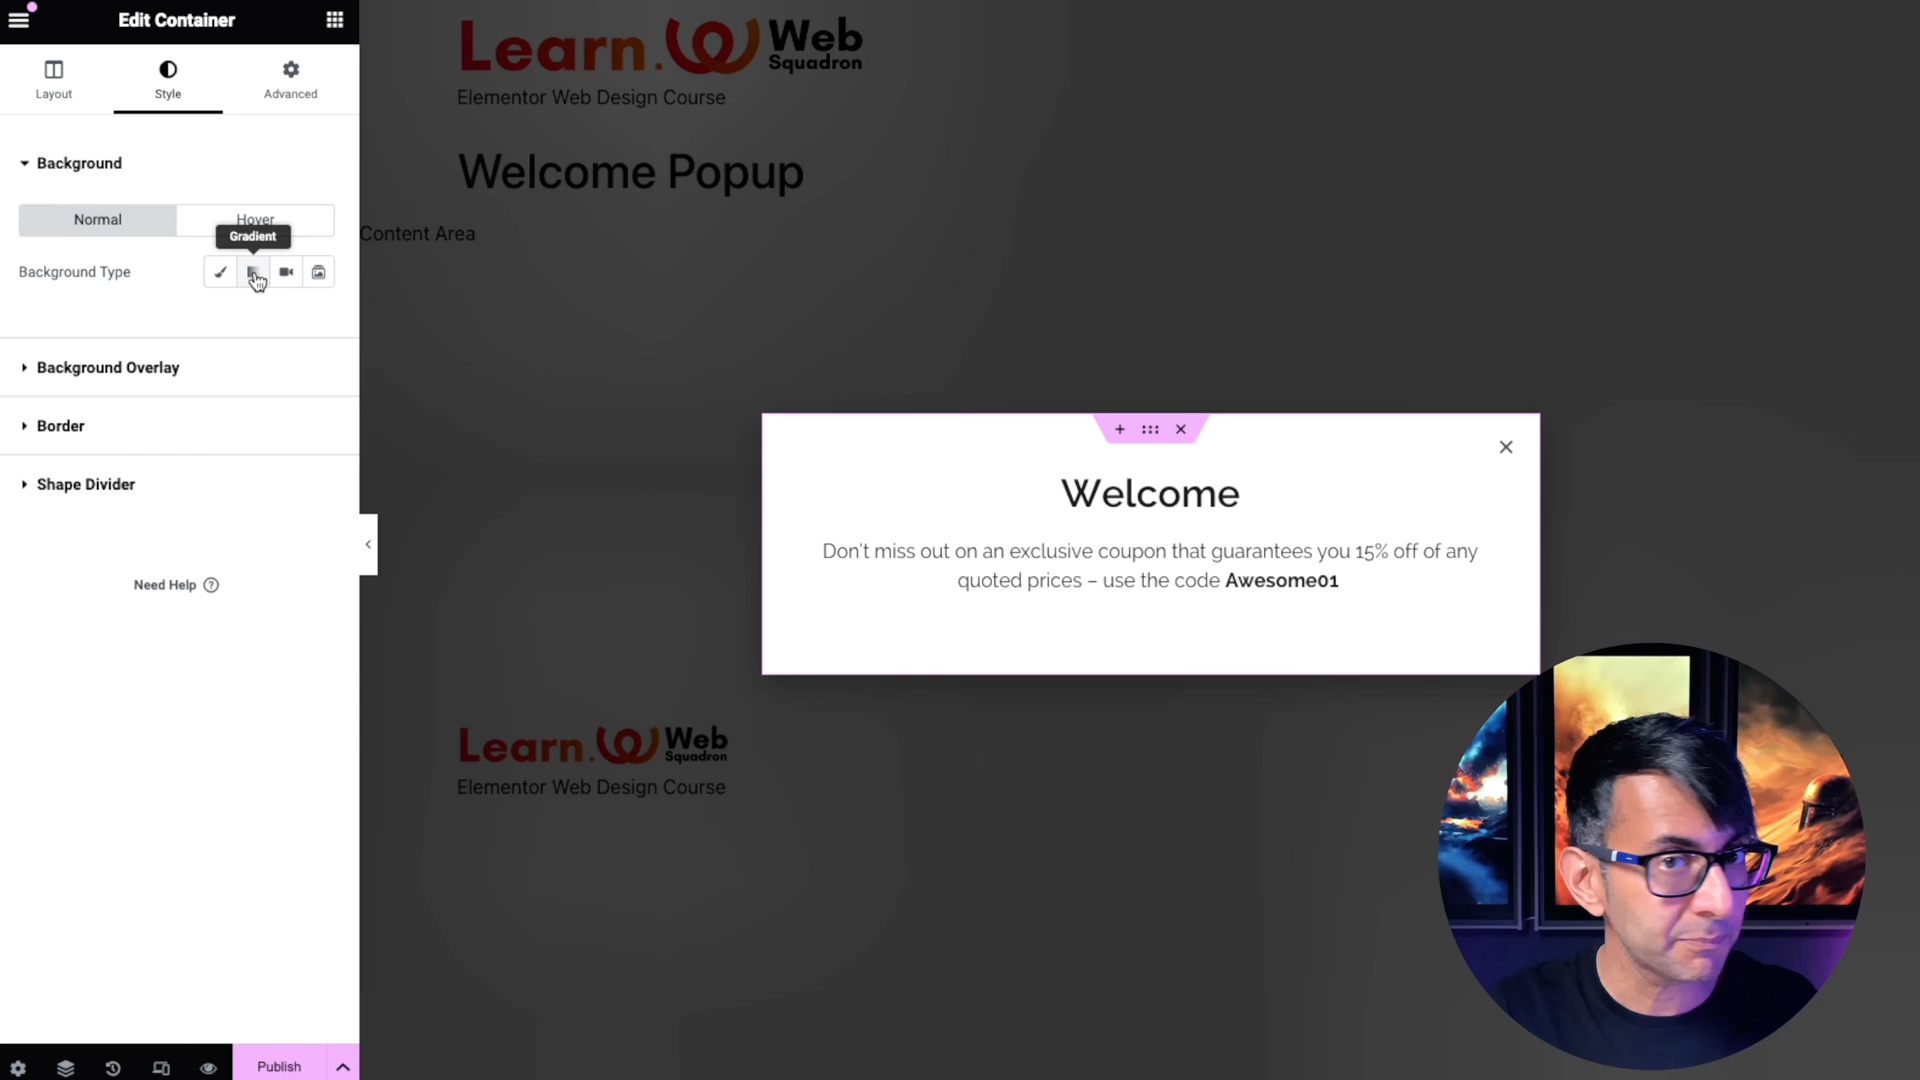 Edit Container
Layout
Style
Advanced
Background
Normal
Hover
Gradient
Background Type
Background Overlay
Border
Shape Divider
Need Help
Publish
Learn. Web Squadron
Elementor Web Design Course
Welcome Popup
Content Area
Welcome
Don't miss out on an exclusive coupon that guarantees you 15% off of any
quoted prices – use the code Awesome01
Learn. Web Squadron
Elementor Web Design Course